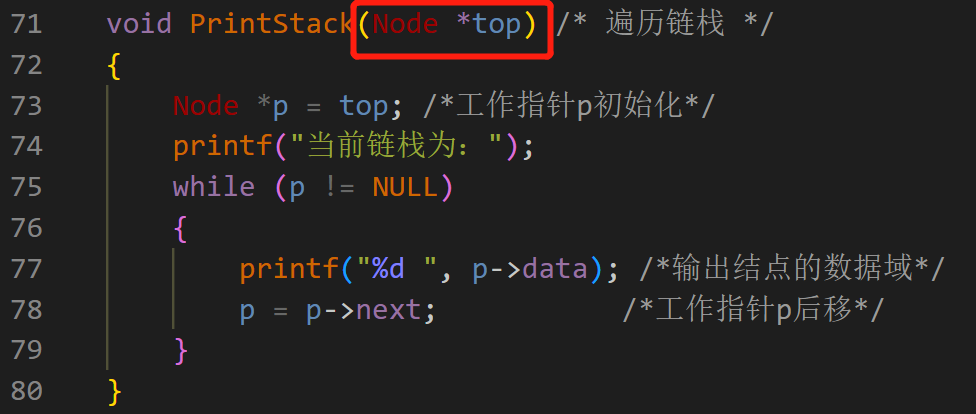 71 void PrintStack(Node *top) /* 遍历链栈 */
72 {
73 Node *p = top; /*工作指针p初始化*/
74 printf("当前链栈为: ");
75 while (p != NULL)
76 {
77 printf("%d ", p->data); /*输出结点的数据域*/
78 p = p->next; /*工作指针p后移*/
79 }
80 }